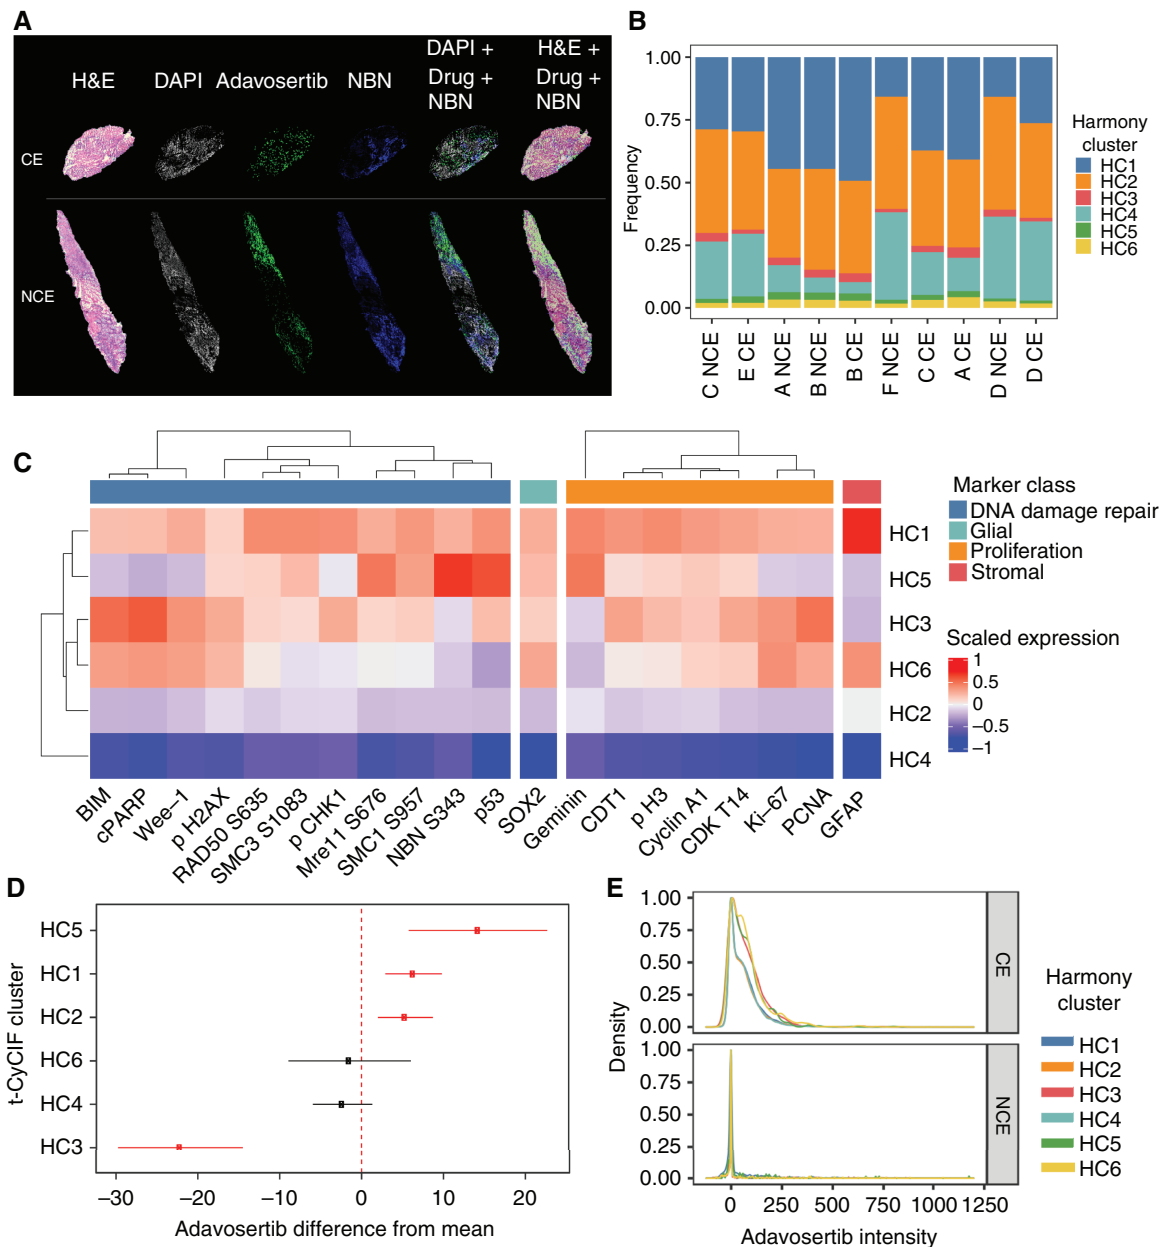 A
H&E
DAPI
Adavosertib
NBN
DAPI +
Drug +
NBN
H&E +
Drug +
NBN
CE
NCE
B
Frequency
1.00
0.75
0.50
0.25
0.00
C NCE
E CE
A NCE
B NCE
B CE
F NCE
C CE
A CE
D NCE
D CE
Harmony
cluster
HC1
HC2
HC3
HC4
HC5
HC6
C
HC1
HC5
HC3
HC6
HC2
HC4
BIM
cPARP
Wee–1
p H2AX
RAD50 S635
SMC3 S1083
p CHK1
Mre11 S676
SMC1 S957
NBN S343
p53
SOX2
Geminin
CDT1
p H3
Cyclin A1
CDK T14
Ki–67
PCNA
GFAP
Marker class
DNA damage repair
Glial
Proliferation
Stromal
Scaled expression
1
0.5
0
–0.5
–1
D
t-CyCIF cluster
HC5
HC1
HC2
HC6
HC4
HC3
–30
–20
–10
0
10
20
Adavosertib difference from mean
E
Density
1.00
0.75
0.50
0.25
0.00
CE
1.00
0.75
0.50
0.25
0.00
NCE
0
250
500
750
1000
1250
Adavosertib intensity
Harmony
cluster
HC1
HC2
HC3
HC4
HC5
HC6